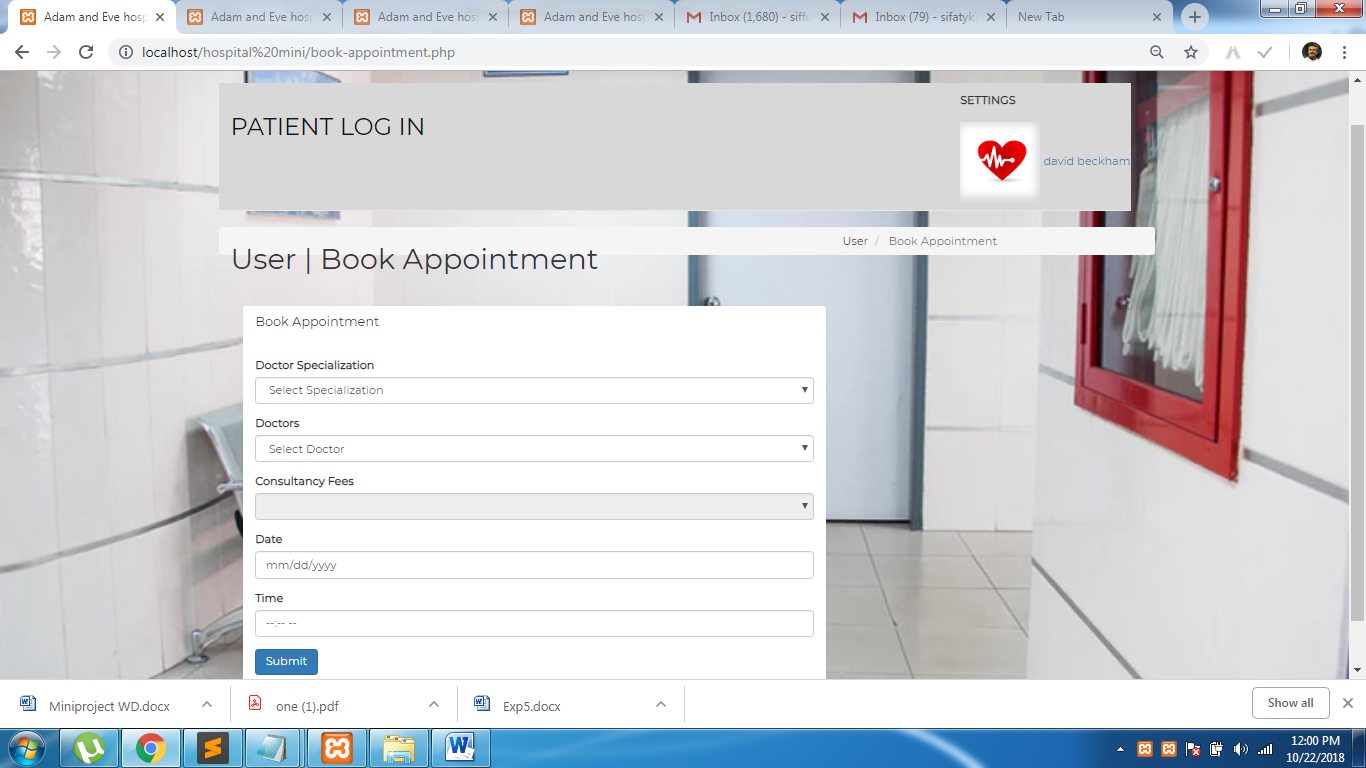 Adam and Eve hosp
Adam and Eve hosp
Adam and Eve hosp
Adam and Eve hosp
Inbox (1,680) - siffu
Inbox (79) - sifatyk
New Tab
localhost/hospital%20mini/book-appointment.php
SETTINGS
PATIENT LOG IN
david beckham
User / Book Appointment
User | Book Appointment
Book Appointment
Doctor Specialization
Select Specialization
Doctors
Select Doctor
Consultancy Fees
Date
mm/dd/yyyy
Time
--:-- --
Submit
Miniproject WD.docx
one (1).pdf
Exp5.docx
Show all
12:00 PM
10/22/2018